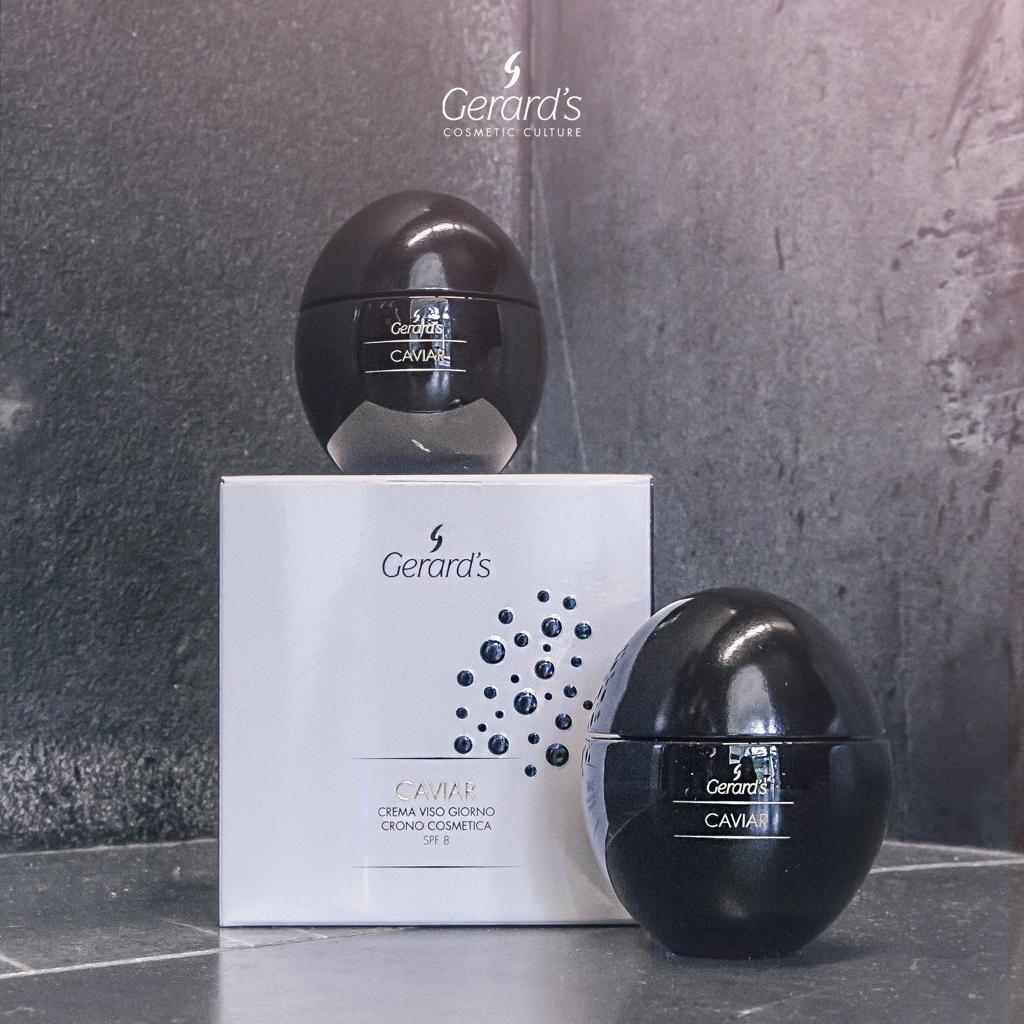 Gerard's
COSMETIC CULTURE
Gerard's
CAVIAR
Gerard's
CAVIAR
CREMA VISO GIORNO
CRONO COSMETICA
SPF 8
Gerard's
CAVIAR